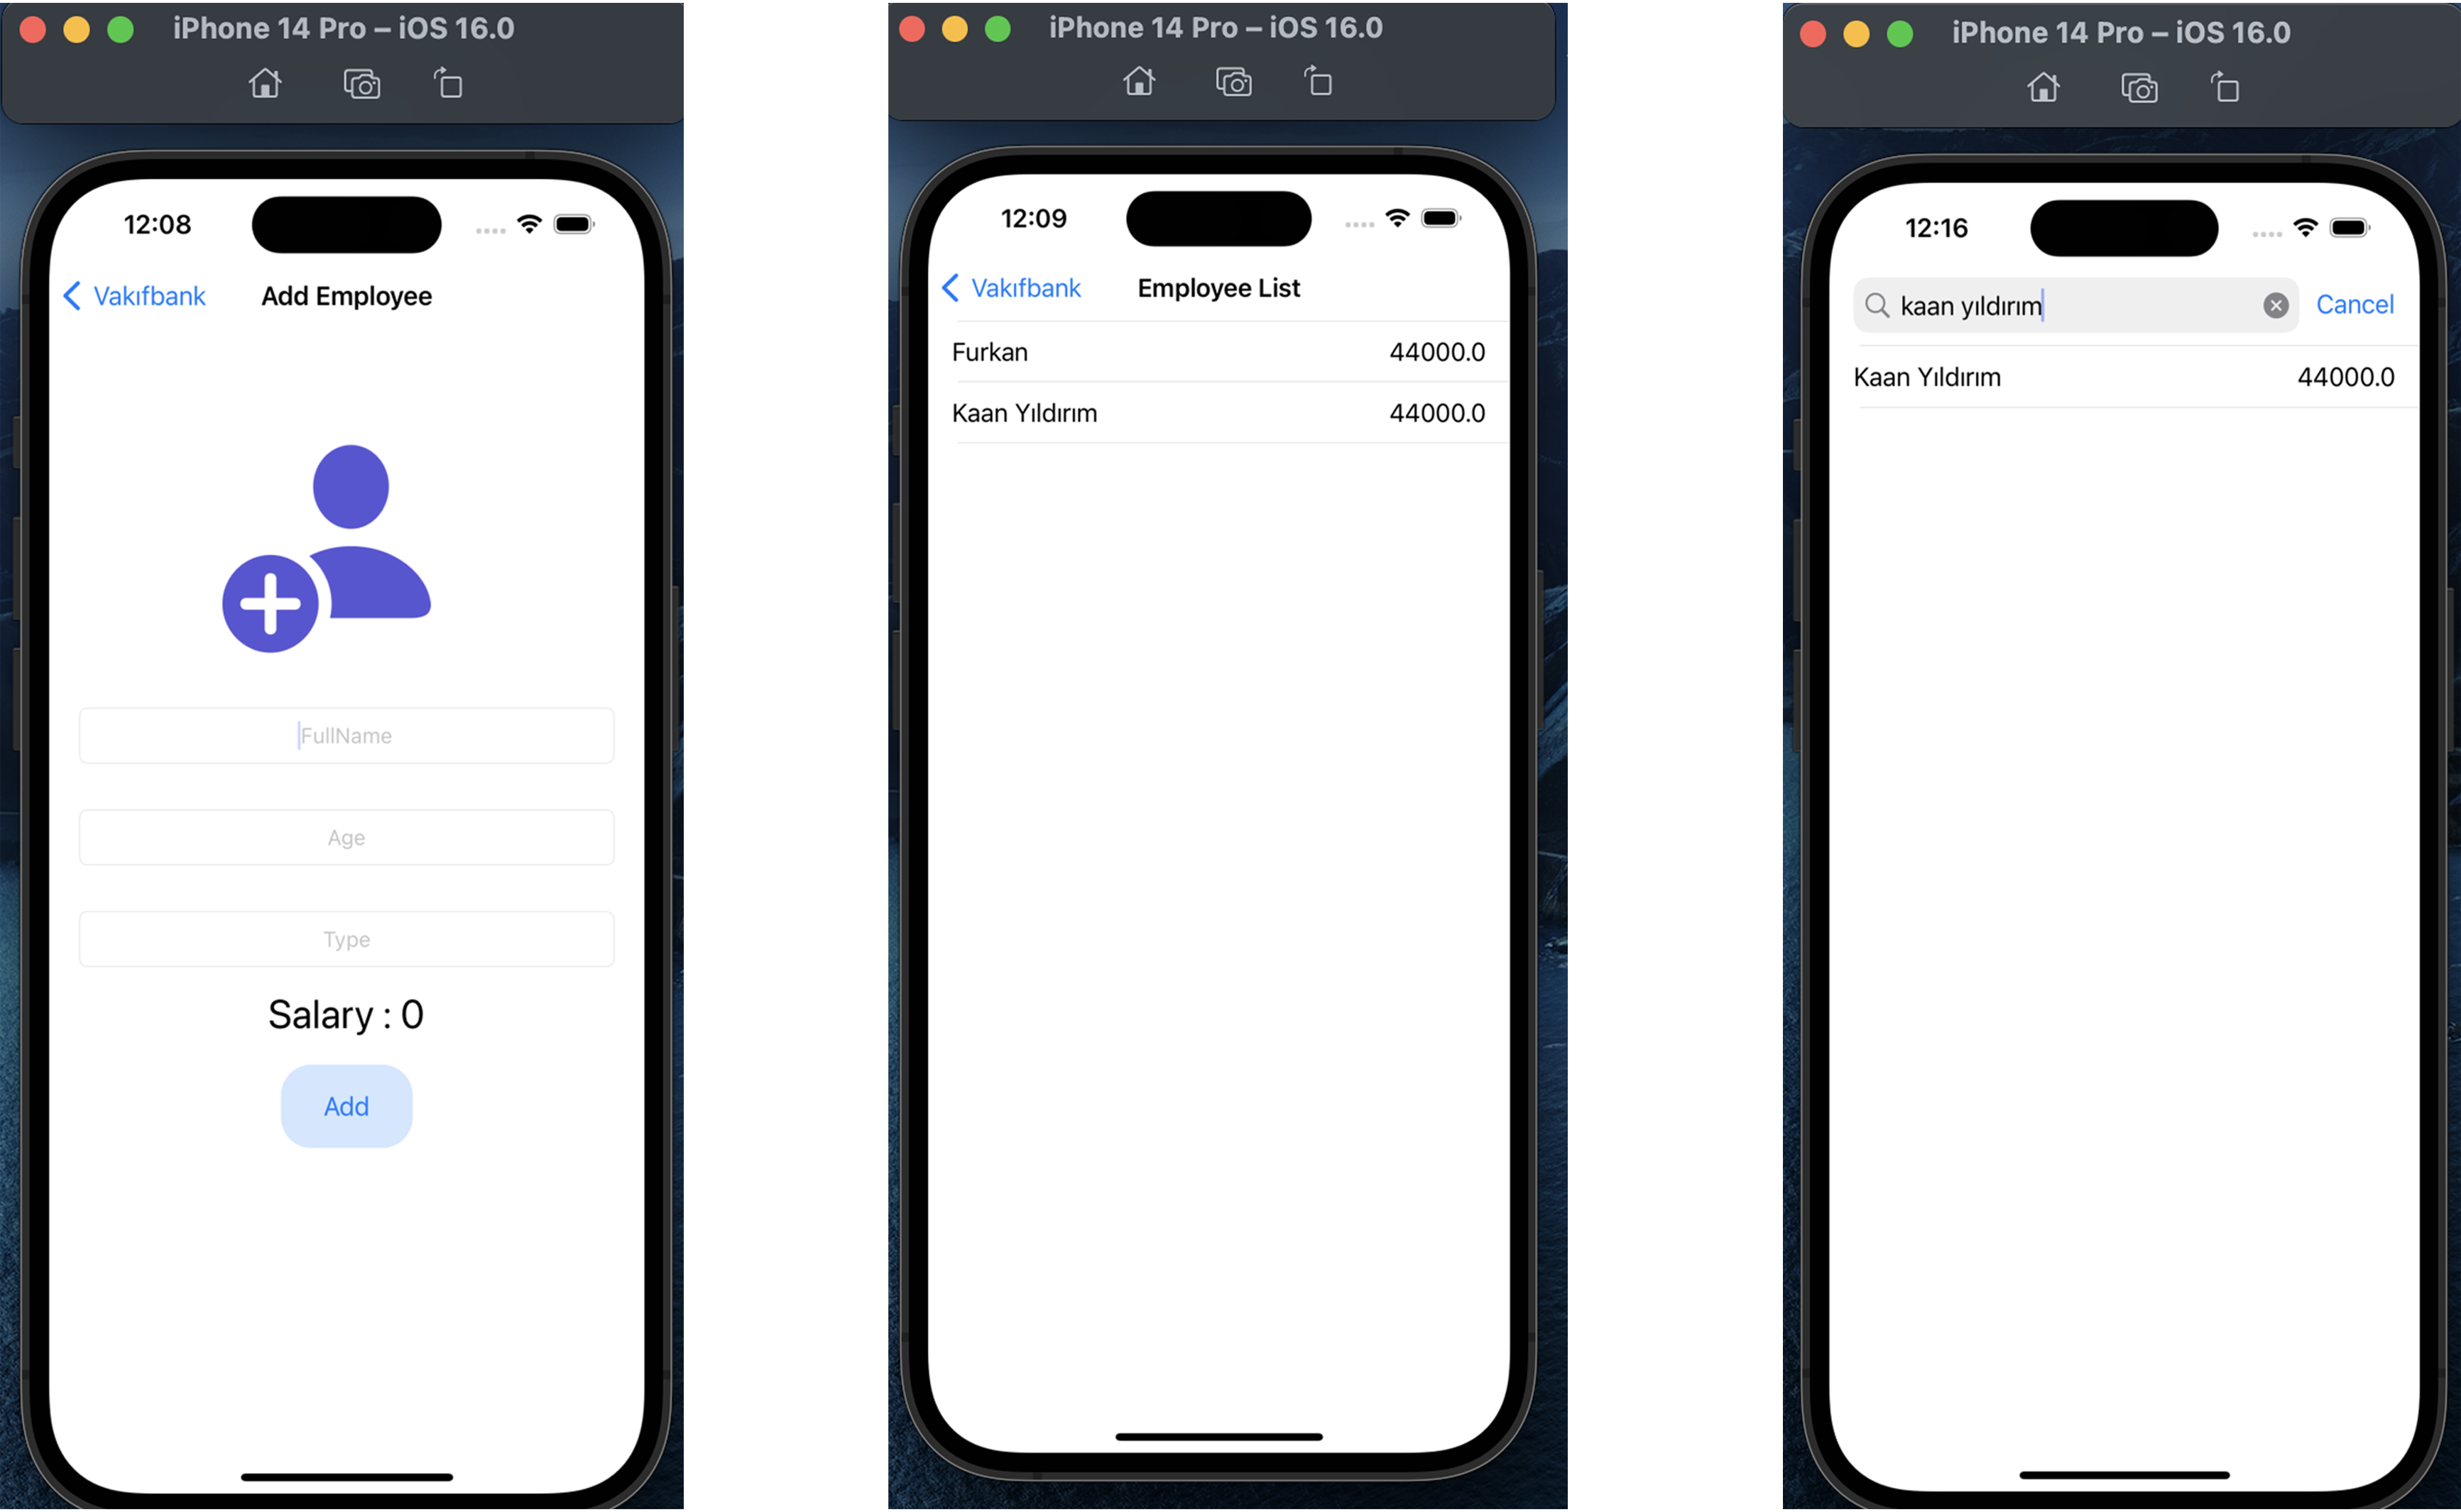 iPhone 14 Pro – iOS 16.0
12:08
Vakıfbank
Add Employee
FullName
Age
Type
Salary : 0
Add
iPhone 14 Pro – iOS 16.0
12:09
Vakıfbank
Employee List
Furkan 44000.0
Kaan Yıldırım 44000.0
iPhone 14 Pro – iOS 16.0
12:16
kaan yıldırım
Cancel
Kaan Yıldırım 44000.0